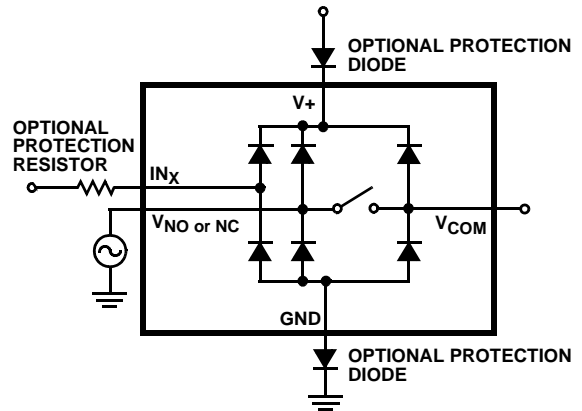 OPTIONAL PROTECTION
DIODE
V+
OPTIONAL
PROTECTION
RESISTOR
INX
VNO or NC
VCOM
GND
OPTIONAL PROTECTION
DIODE